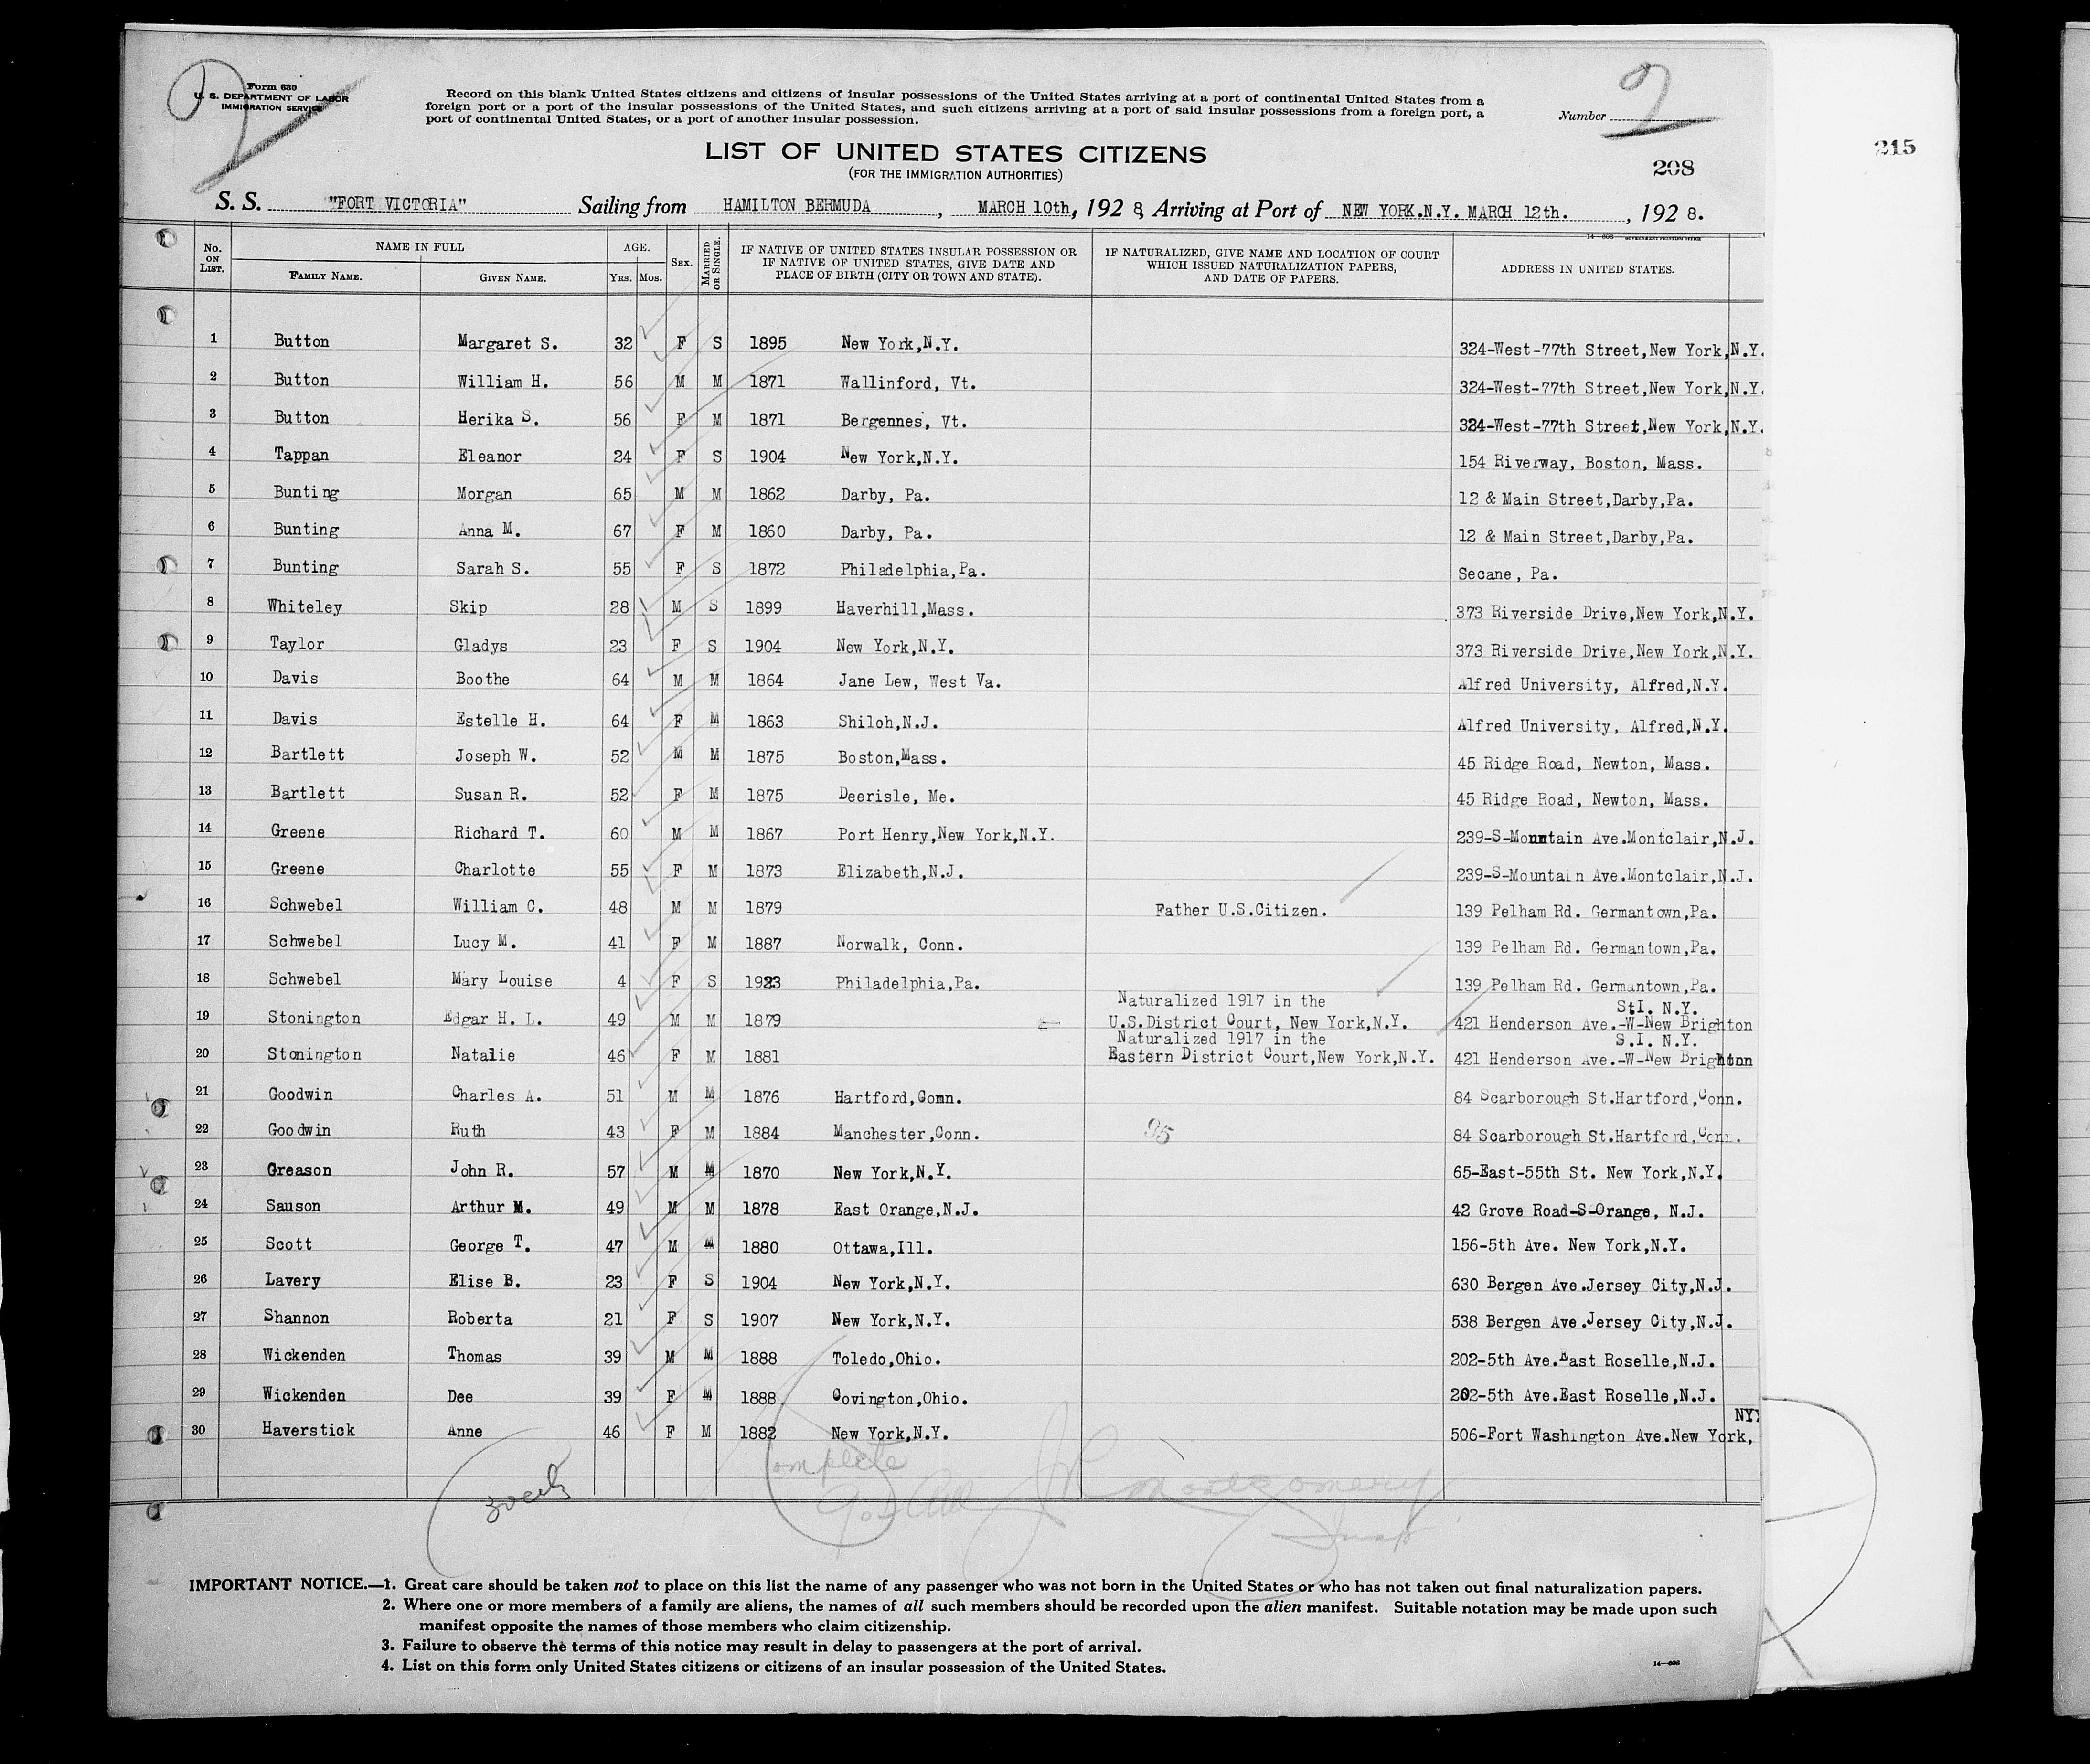 Form 630
U. S. DEPARTMENT OF LABOR
IMMIGRATION SERVICE
2
Record on this blank United States citizens and citizens of insular possessions of the United States arriving at a port of continental United States from a
foreign port or a port of the insular possessions of the United States, and such citizens arriving at a port of said insular possessions from a foreign port, a
port of continental United States, or a port of another insular possession.
Number 2
LIST OF UNITED STATES CITIZENS
(FOR THE IMMIGRATION AUTHORITIES)
208
215
S. S. "FORT VICTORIA" Sailing from HAMILTON BERMUDA, MARCH 10th, 1928, Arriving at Port of NEW YORK.N.Y. MARCH 12th., 1928.
No. ON LIST. NAME IN FULL FAMILY NAME. GIVEN NAME. AGE. YRS. MOS. SEX. MARRIED OR SINGLE. IF NATIVE OF UNITED STATES INSULAR POSSESSION OR IF NATIVE OF UNITED STATES, GIVE DATE AND PLACE OF BIRTH (CITY OR TOWN AND STATE). IF NATURALIZED, GIVE NAME AND LOCATION OF COURT WHICH ISSUED NATURALIZATION PAPERS, AND DATE OF PAPERS. ADDRESS IN UNITED STATES.
1 Button Margaret S. 32 F S 1895 New York,N.Y. 324-West-77th Street,New York,N.Y.
2 Button William H. 56 M M 1871 Wallinford, Vt. 324-West-77th Street,New York,N.Y.
3 Button Herika S. 56 F M 1871 Bergennes, Vt. 324-West-77th Street,New York,N.Y.
4 Tappan Eleanor 24 F S 1904 New York,N.Y. 154 Riverway, Boston, Mass.
5 Bunting Morgan 65 M M 1862 Darby, Pa. 12 & Main Street,Darby,Pa.
6 Bunting Anna M. 67 F M 1860 Darby, Pa. 12 & Main Street,Darby,Pa.
7 Bunting Sarah S. 55 F S 1872 Philadelphia,Pa. Secane, Pa.
8 Whiteley Skip 28 M S 1899 Haverhill,Mass. 373 Riverside Drive,New York,N.Y.
9 Taylor Gladys 23 F S 1904 New York,N.Y. 373 Riverside Drive,New York,N.Y.
10 Davis Boothe 64 M M 1864 Jane Lew, West Va. Alfred University, Alfred,N.Y.
11 Davis Estelle H. 64 F M 1863 Shiloh,N.J. Alfred University, Alfred,N.Y.
12 Bartlett Joseph W. 52 M M 1875 Boston,Mass. 45 Ridge Road, Newton, Mass.
13 Bartlett Susan R. 52 F M 1875 Deerisle, Me. 45 Ridge Road, Newton, Mass.
14 Greene Richard T. 60 M M 1867 Port Henry,New York,N.Y. 239-S-Mountain Ave.Montclair,N.J.
15 Greene Charlotte 55 F M 1873 Elizabeth,N.J. 239-S-Mountain Ave.Montclair,N.J.
16 Schwebel William C. 48 M M 1879 Father U.S.Citizen. 139 Pelham Rd. Germantown,Pa.
17 Schwebel Lucy M. 41 F M 1887 Norwalk, Conn. 139 Pelham Rd. Germantown,Pa.
18 Schwebel Mary Louise 4 F S 1923 Philadelphia,Pa. 139 Pelham Rd. Germantown,Pa.
Naturalized 1917 in the StI. N.Y.
19 Stonington Edgar H. L. 49 M M 1879 U.S.District Court, New York,N.Y. 421 Henderson Ave.-W-New Brighton
Naturalized 1917 in the S.I. N.Y.
20 Stonington Natalie 46 F M 1881 Eastern District Court,New York,N.Y. 421 Henderson Ave.-W-New Brighton
21 Goodwin Charles A. 51 M M 1876 Hartford,Conn. 84 Scarborough St.Hartford,Conn.
22 Goodwin Ruth 43 F M 1884 Manchester,Conn. 95 84 Scarborough St.Hartford,Conn.
23 Greason John R. 57 M M 1870 New York,N.Y. 65-East-55th St. New York,N.Y.
24 Sauson Arthur M. 49 M M 1878 East Orange,N.J. 42 Grove Road-S-Orange, N.J.
25 Scott George T. 47 M M 1880 Ottawa,Ill. 156-5th Ave. New York,N.Y.
26 Lavery Elise B. 23 F S 1904 New York,N.Y. 630 Bergen Ave.Jersey City,N.J.
27 Shannon Roberta 21 F S 1907 New York,N.Y. 538 Bergen Ave.Jersey City,N.J.
28 Wickenden Thomas 39 M M 1888 Toledo,Ohio. 202-5th Ave.East Roselle,N.J.
29 Wickenden Dee 39 F M 1888 Covington,Ohio. 202-5th Ave.East Roselle,N.J.
NY
30 Haverstick Anne 46 F M 1882 New York,N.Y. 506-Fort Washington Ave.New York,
Complete
Montgomery
Insp
IMPORTANT NOTICE.—1. Great care should be taken not to place on this list the name of any passenger who was not born in the United States or who has not taken out final naturalization papers.
2. Where one or more members of a family are aliens, the names of all such members should be recorded upon the alien manifest. Suitable notation may be made upon such
manifest opposite the names of those members who claim citizenship.
3. Failure to observe the terms of this notice may result in delay to passengers at the port of arrival.
4. List on this form only United States citizens or citizens of an insular possession of the United States.